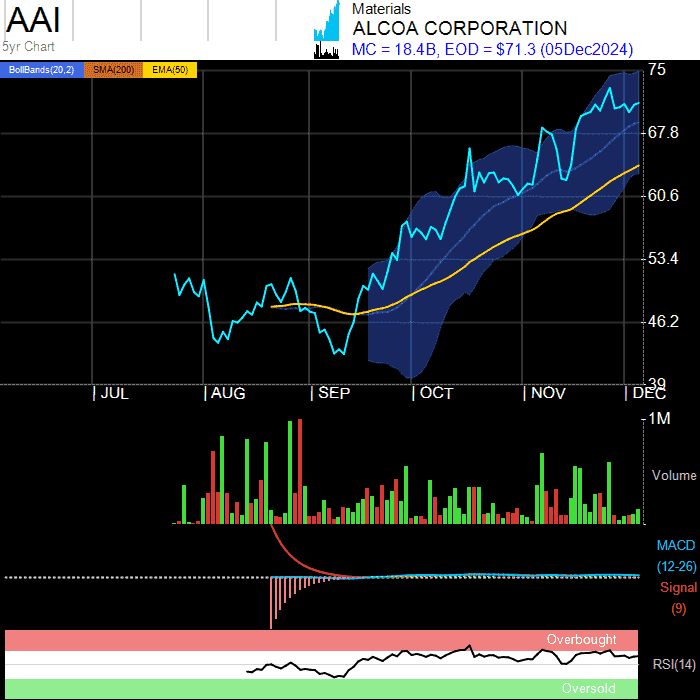 AAI
5yr Chart
Materials
ALCOA CORPORATION
MC = 18.4B, EOD = $71.3 (05Dec2024)
BollBands(20,2) SMA(200) EMA(50)
75
67.8
60.6
53.4
46.2
39
| JUL | AUG | SEP | OCT | NOV | DEC
1M
Volume
MACD
(12-26)
Signal
(9)
Overbought
RSI(14)
Oversold